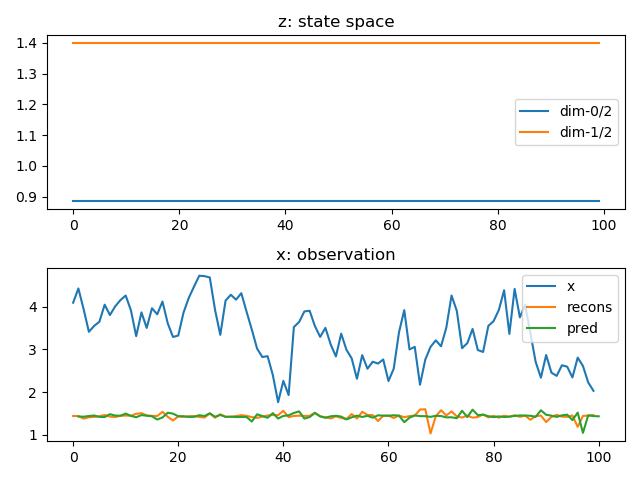 z: state space
1.4
1.3
1.2
1.1
1.0
0.9
dim-0/2
dim-1/2
0 20 40 60 80 100
x: observation
4
3
2
1
x
recons
pred
0 20 40 60 80 100